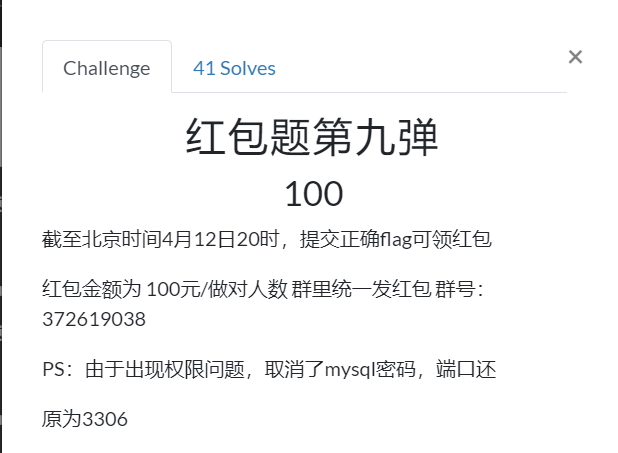 Challenge
41 Solves
×
红包题第九弹
100
截至北京时间4月12日20时，提交正确flag可领红包
红包金额为 100元/做对人数 群里统一发红包 群号：
372619038
PS：由于出现权限问题，取消了mysql密码，端口还
原为3306